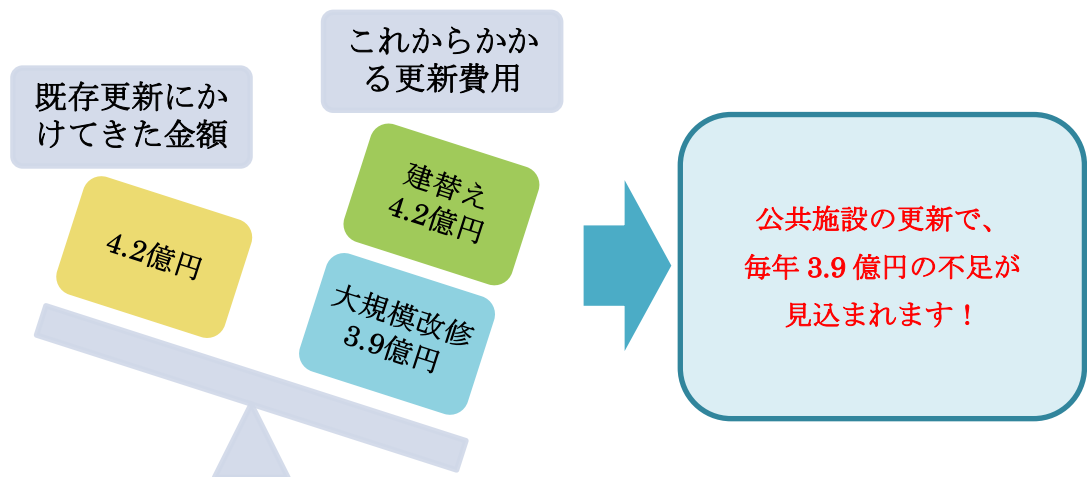 既存更新にか
けてきた金額
4.2億円
これからかか
る更新費用
建替え
4.2億円
大規模改修
3.9億円
公共施設の更新で、
毎年 3.9 億円の不足が
見込まれます！